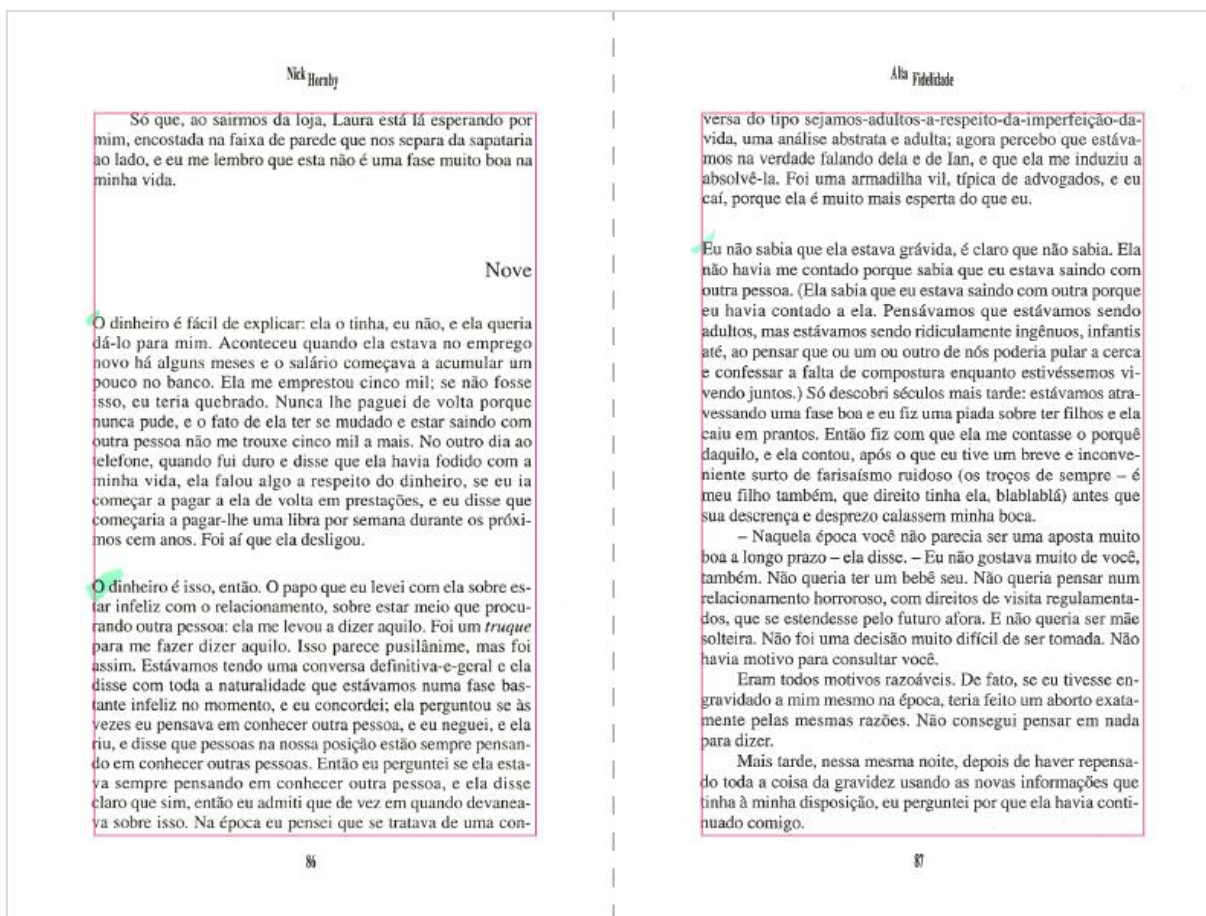 Nick Hornby
Só que, ao sairmos da loja, Laura está lá esperando por
mim, encostada na faixa de parede que nos separa da sapataria
ao lado, e eu me lembro que esta não é uma fase muito boa na
minha vida.
Nove
O dinheiro é fácil de explicar: ela o tinha, eu não, e ela queria
dá-lo para mim. Aconteceu quando ela estava no emprego
novo há alguns meses e o salário começava a acumular um
pouco no banco. Ela me emprestou cinco mil; se não fosse
isso, eu teria quebrado. Nunca lhe paguei de volta porque
nunca pude, e o fato de ela ter se mudado e estar saindo com
outra pessoa não me trouxe cinco mil a mais. No outro dia ao
telefone, quando fui duro e disse que ela havia fodido com a
minha vida, ela falou algo a respeito do dinheiro, se eu ia
começar a pagar a ela de volta em prestações, e eu disse que
começaria a pagar-lhe uma libra por semana durante os próxi-
mos cem anos. Foi aí que ela desligou.
O dinheiro é isso, então. O papo que eu levei com ela sobre es-
tar infeliz com o relacionamento, sobre estar meio que procu-
rando outra pessoa: ela me levou a dizer aquilo. Foi um truque
para me fazer dizer aquilo. Isso parece pusilânime, mas foi
assim. Estávamos tendo uma conversa definitiva-e-geral e ela
disse com toda a naturalidade que estávamos numa fase bas-
tante infeliz no momento, e eu concordei; ela perguntou se às
vezes eu pensava em conhecer outra pessoa, e eu neguei, e ela
riu, e disse que pessoas na nossa posição estão sempre pensan-
do em conhecer outras pessoas. Então eu perguntei se ela esta-
va sempre pensando em conhecer outra pessoa, e ela disse
claro que sim, então eu admiti que de vez em quando devanea-
va sobre isso. Na época eu pensei que se tratava de uma con-
86
Alta Fidelidade
versa do tipo sejamos-adultos-a-respeito-da-imperfeição-da-
vida, uma análise abstrata e adulta; agora percebo que estáva-
mos na verdade falando dela e de Ian, e que ela me induziu a
absolvê-la. Foi uma armadilha vil, típica de advogados, e eu
caí, porque ela é muito mais esperta do que eu.
Eu não sabia que ela estava grávida, é claro que não sabia. Ela
não havia me contado porque sabia que eu estava saindo com
outra pessoa. (Ela sabia que eu estava saindo com outra porque
eu havia contado a ela. Pensávamos que estávamos sendo
adultos, mas estávamos sendo ridiculamente ingênuos, infantis
até, ao pensar que ou um ou outro de nós poderia pular a cerca
e confessar a falta de compostura enquanto estivéssemos vi-
vendo juntos.) Só descobri séculos mais tarde: estávamos atra-
vessando uma fase boa e eu fiz uma piada sobre ter filhos e ela
caiu em prantos. Então fiz com que ela me contasse o porquê
daquilo, e ela contou, após o que eu tive um breve e inconve-
niente surto de farisaísmo ruidoso (os troços de sempre – é
meu filho também, que direito tinha ela, blablablá) antes que
sua descrença e desprezo calassem minha boca.
– Naquela época você não parecia ser uma aposta muito
boa a longo prazo – ela disse. – Eu não gostava muito de você,
também. Não queria ter um bebê seu. Não queria pensar num
relacionamento horroroso, com direitos de visita regulamenta-
dos, que se estendesse pelo futuro afora. E não queria ser mãe
solteira. Não foi uma decisão muito difícil de ser tomada. Não
havia motivo para consultar você.
Eram todos motivos razoáveis. De fato, se eu tivesse en-
gravidado a mim mesmo na época, teria feito um aborto exata-
mente pelas mesmas razões. Não consegui pensar em nada
para dizer.
Mais tarde, nessa mesma noite, depois de haver repensa-
do toda a coisa da gravidez usando as novas informações que
tinha à minha disposição, eu perguntei por que ela havia conti-
nuado comigo.
87